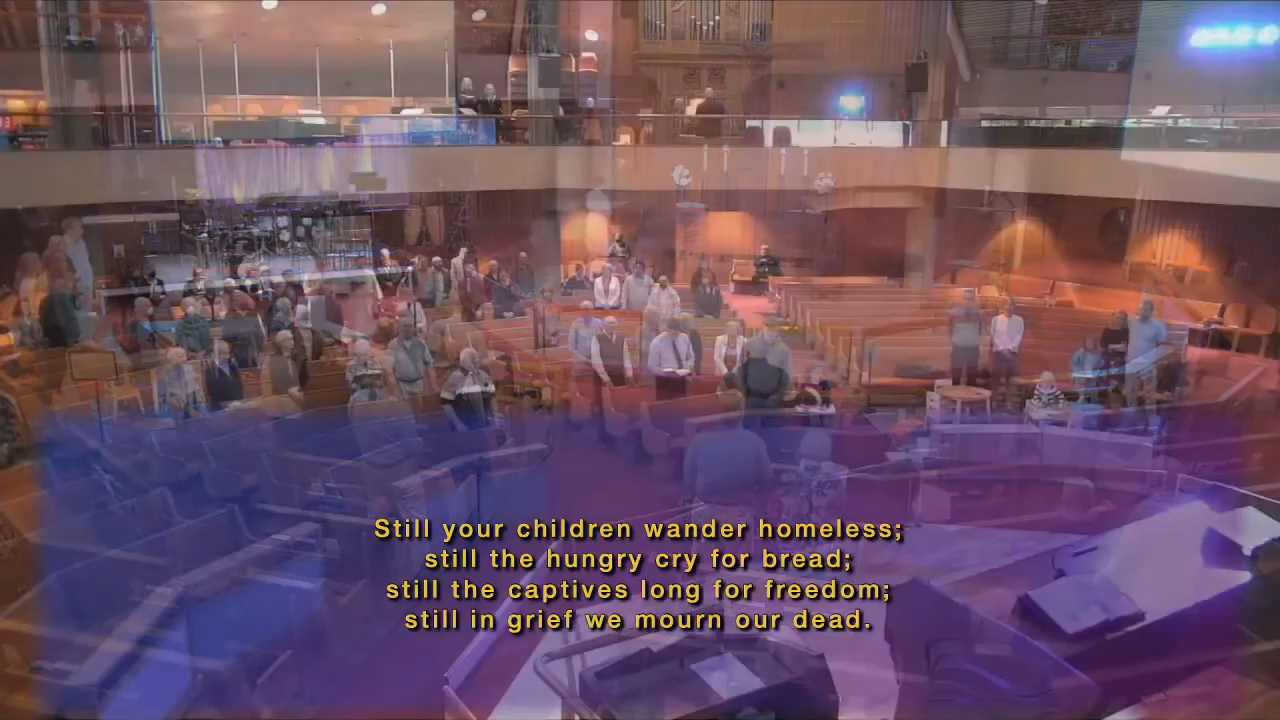 Still your children wander homeless;
still the hungry cry for bread;
still the captives long for freedom;
still in grief we mourn our dead.